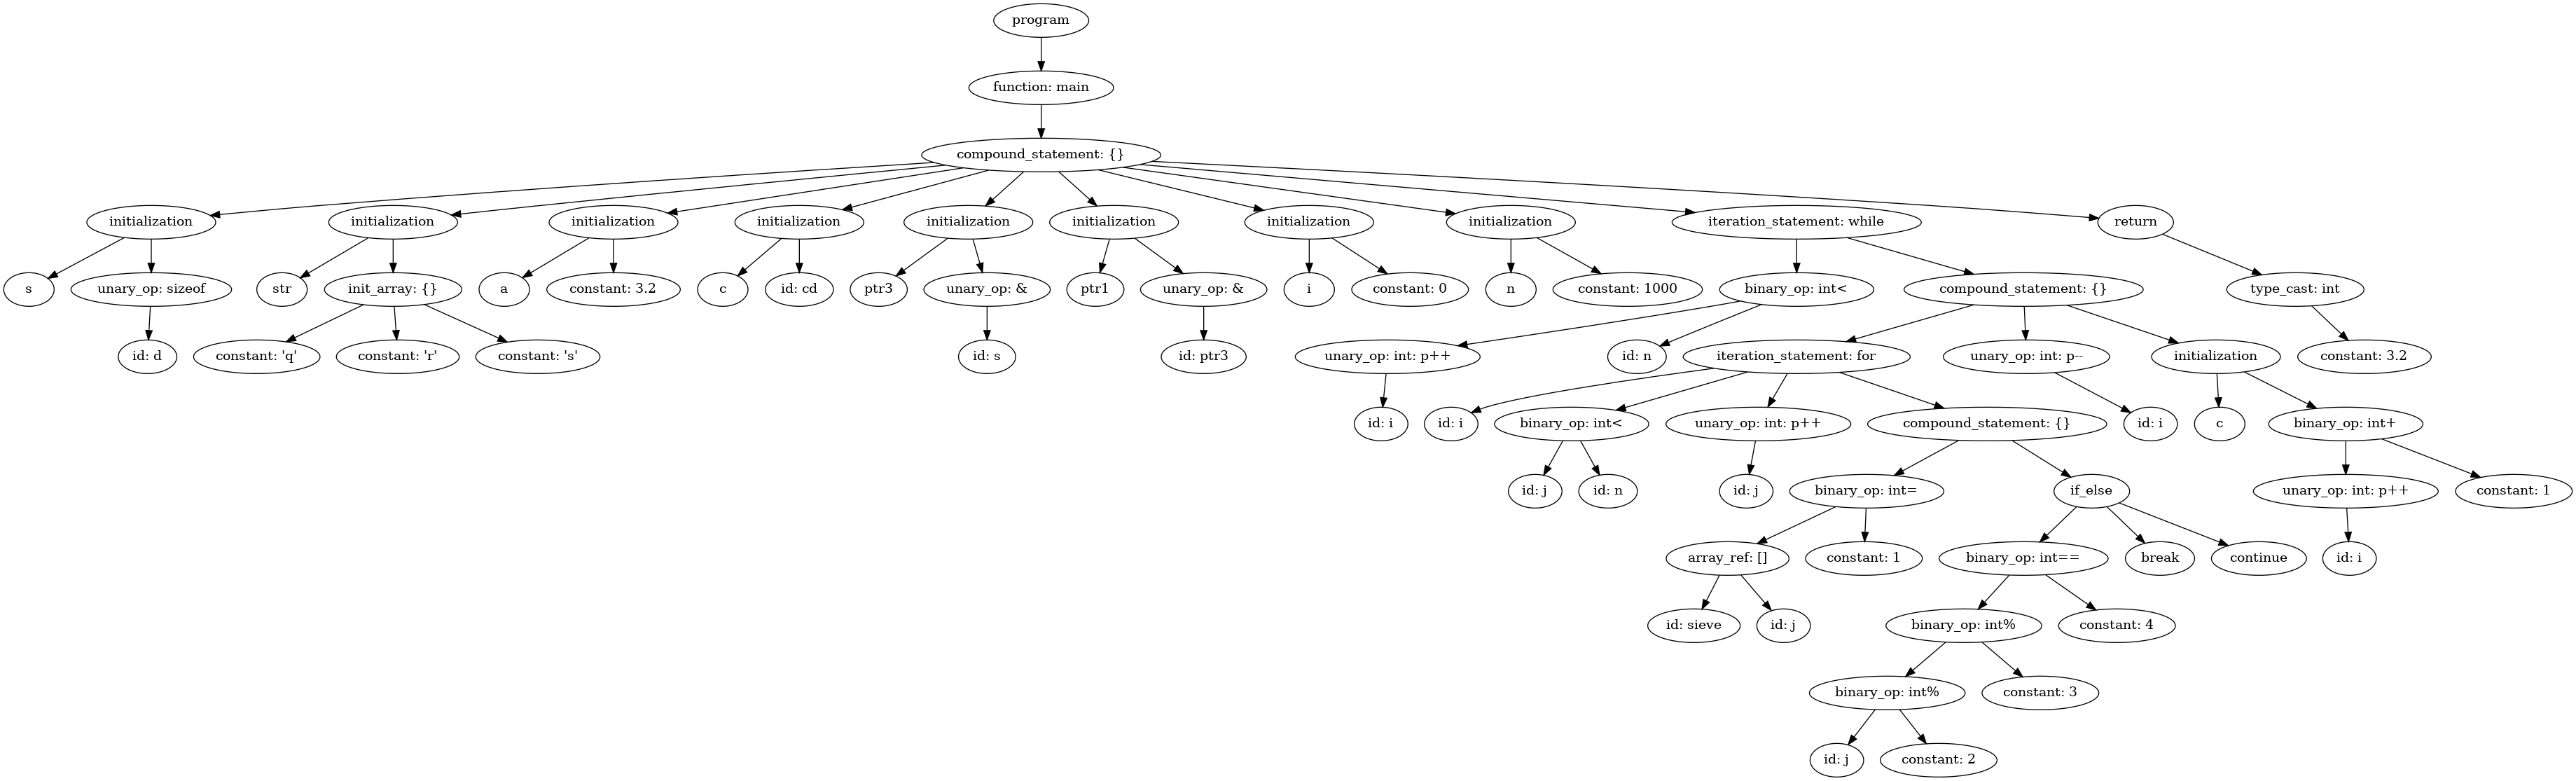 program
function: main
compound_statement: {}
initialization
initialization
initialization
initialization
initialization
initialization
initialization
initialization
iteration_statement: while
return
s
unary_op: sizeof
str
init_array: {}
a
constant: 3.2
c
id: cd
ptr3
unary_op: &
ptr1
unary_op: &
i
constant: 0
n
constant: 1000
binary_op: int<
compound_statement: {}
type_cast: int
id: d
constant: 'q'
constant: 'r'
constant: 's'
id: s
id: ptr3
unary_op: int: p++
id: n
iteration_statement: for
unary_op: int: p--
initialization
constant: 3.2
id: i
id: i
binary_op: int<
unary_op: int: p++
compound_statement: {}
id: i
c
binary_op: int+
id: j
id: n
id: j
binary_op: int=
if_else
unary_op: int: p++
constant: 1
array_ref: []
constant: 1
binary_op: int==
break
continue
id: i
id: sieve
id: j
binary_op: int%
constant: 4
binary_op: int%
constant: 3
id: j
constant: 2